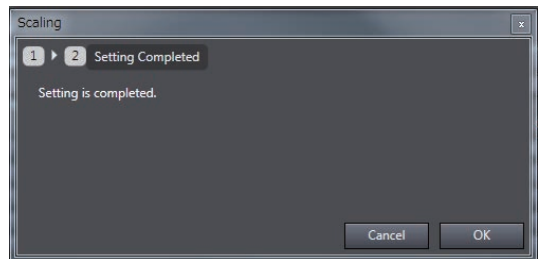 Scaling
x
1 2 Setting Completed
Setting is completed.
Cancel OK